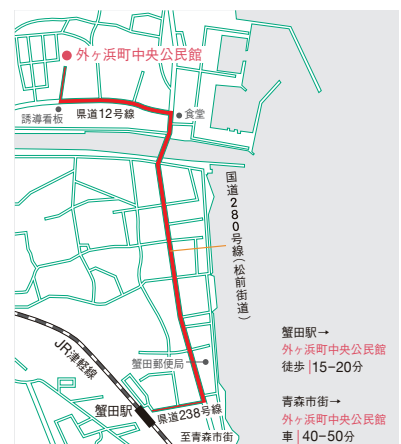 外ヶ浜町中央公民館
誘導看板
県道12号線
食堂
国道280号線(松前街道)
JR津軽線
蟹田郵便局
蟹田駅
県道238号線
至青森市街
蟹田駅→
外ヶ浜町中央公民館
徒歩|15-20分
青森市街→
外ヶ浜町中央公民館
車|40-50分